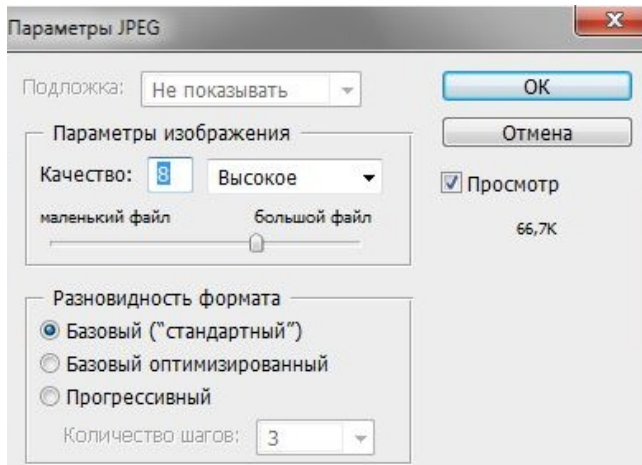 Параметры JPEG
Подложка: Не показывать
ОК
Параметры изображения
Отмена
Качество: 8 Высокое
Просмотр
маленький файл большой файл
66,7K
Разновидность формата
Базовый ("стандартный")
Базовый оптимизированный
Прогрессивный
Количество шагов: 3